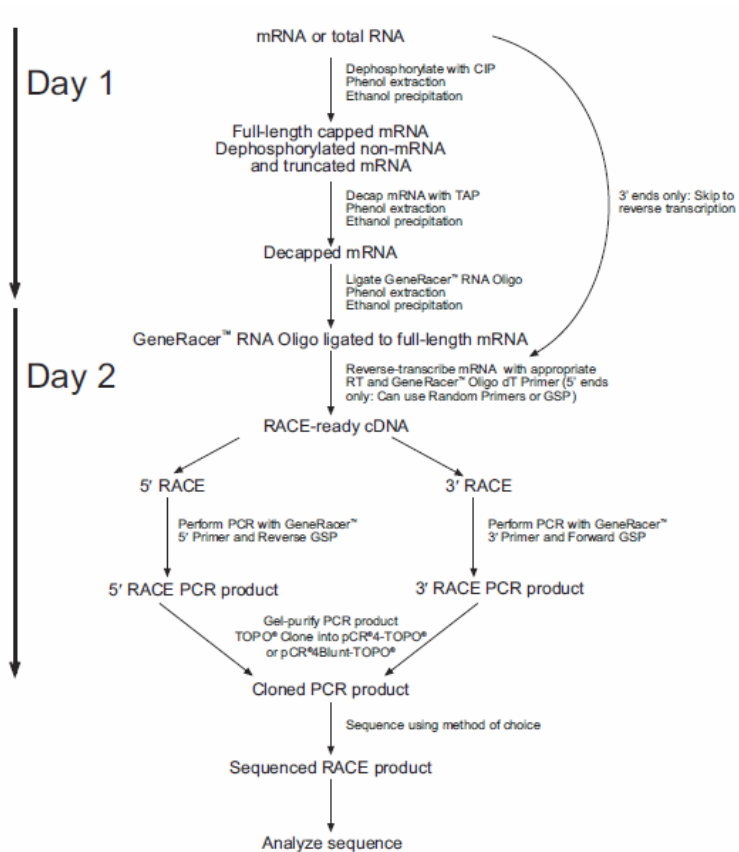 mRNA or total RNA
Day 1
Dephosphorylate with CIP
Phenol extraction
Ethanol precipitation
Full-length capped mRNA
Dephosphorylated non-mRNA
and truncated mRNA
Decap mRNA with TAP
Phenol extraction
Ethanol precipitation
3' ends only: Skip to
reverse transcription
Decapped mRNA
Ligate GeneRacer™ RNA Oligo
Phenol extraction
Ethanol precipitation
GeneRacer™ RNA Oligo ligated to full-length mRNA
Day 2
Reverse-transcribe mRNA with appropriate
RT and GeneRacer™ Oligo dT Primer (5' ends
only: Can use Random Primers or GSP)
RACE-ready cDNA
5' RACE
3' RACE
Perform PCR with GeneRacer™
5' Primer and Reverse GSP
Perform PCR with GeneRacer™
3' Primer and Forward GSP
5' RACE PCR product
3' RACE PCR product
Gel-purify PCR product
TOPO® Clone into pCR®4-TOPO®
or pCR®4Blunt-TOPO®
Cloned PCR product
Sequence using method of choice
Sequenced RACE product
Analyze sequence